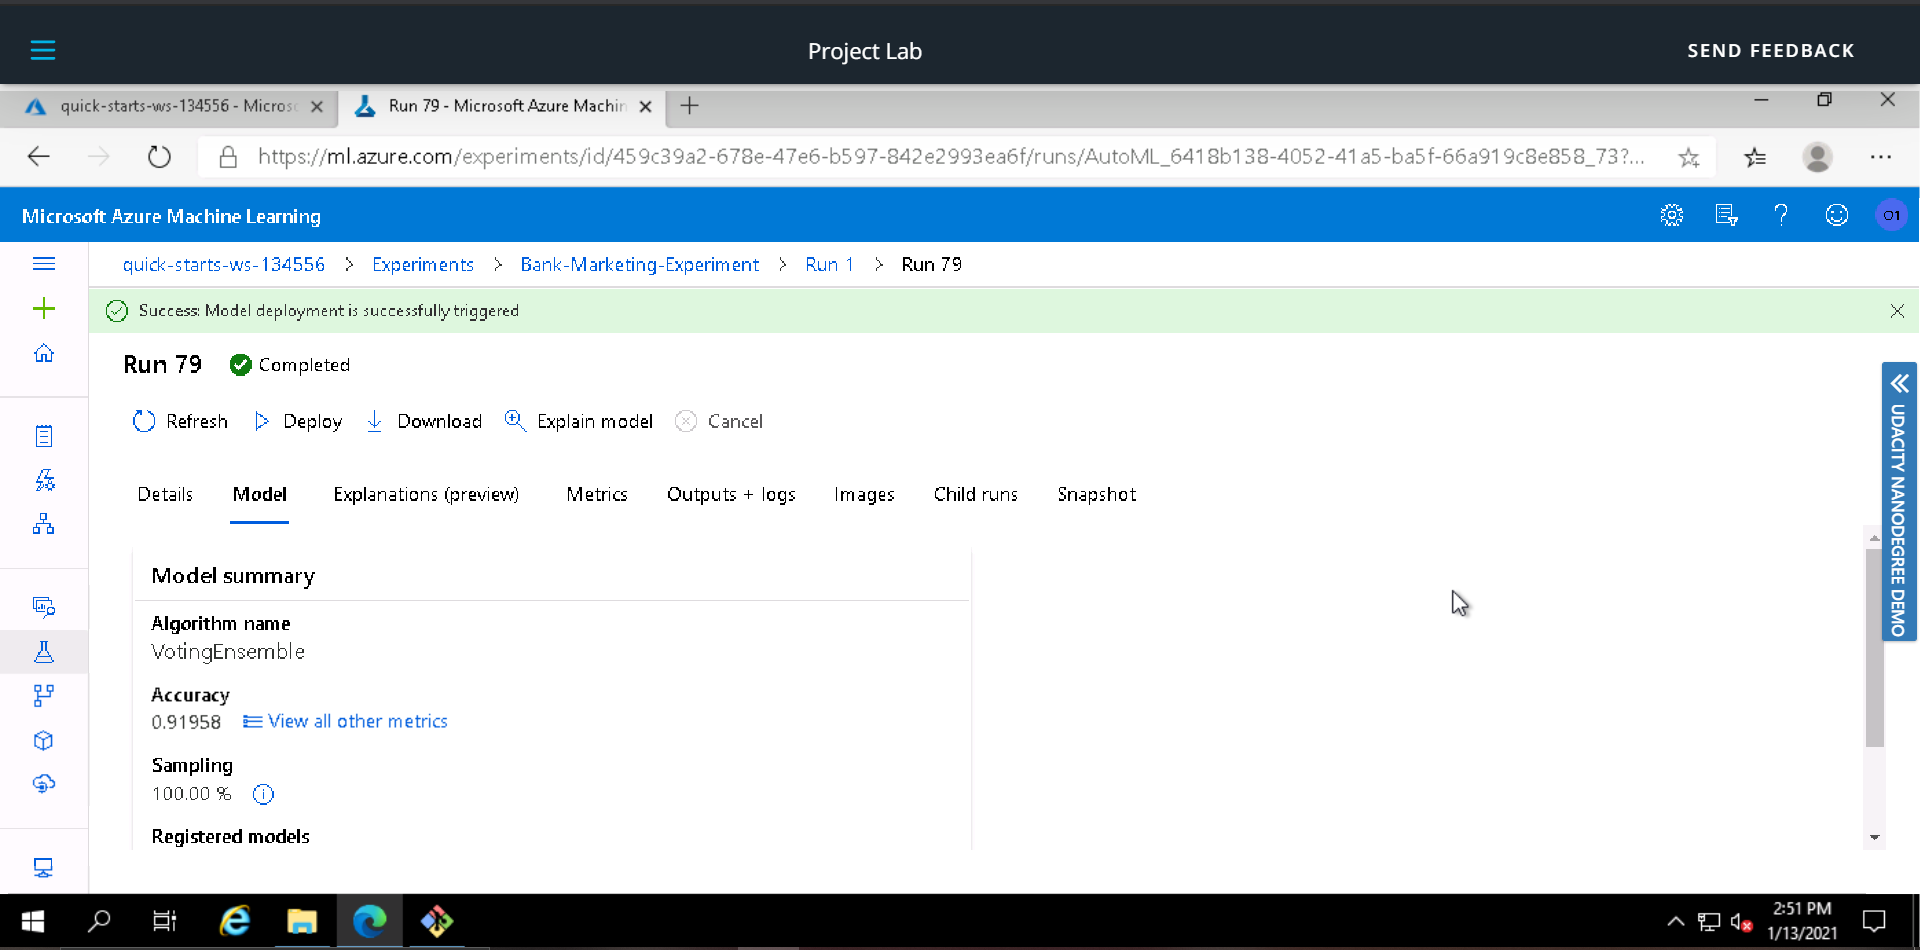 Project Lab
SEND FEEDBACK
quick-starts-ws-134556 - Micros
Run 79 - Microsoft Azure Machin
https://ml.azure.com/experiments/id/459c39a2-678e-47e6-b597-842e2993ea6f/runs/AutoML_6418b138-4052-41a5-ba5f-66a919c8e858_73?...
Microsoft Azure Machine Learning
O1
quick-starts-ws-134556 > Experiments > Bank-Marketing-Experiment > Run 1 > Run 79
Success: Model deployment is successfully triggered
Run 79 Completed
Refresh Deploy Download Explain model Cancel
Details Model Explanations (preview) Metrics Outputs + logs Images Child runs Snapshot
UDACITY NANODEGREE DEMO
Model summary
Algorithm name
VotingEnsemble
Accuracy
0.91958 View all other metrics
Sampling
100.00 %
Registered models
2:51 PM
1/13/2021